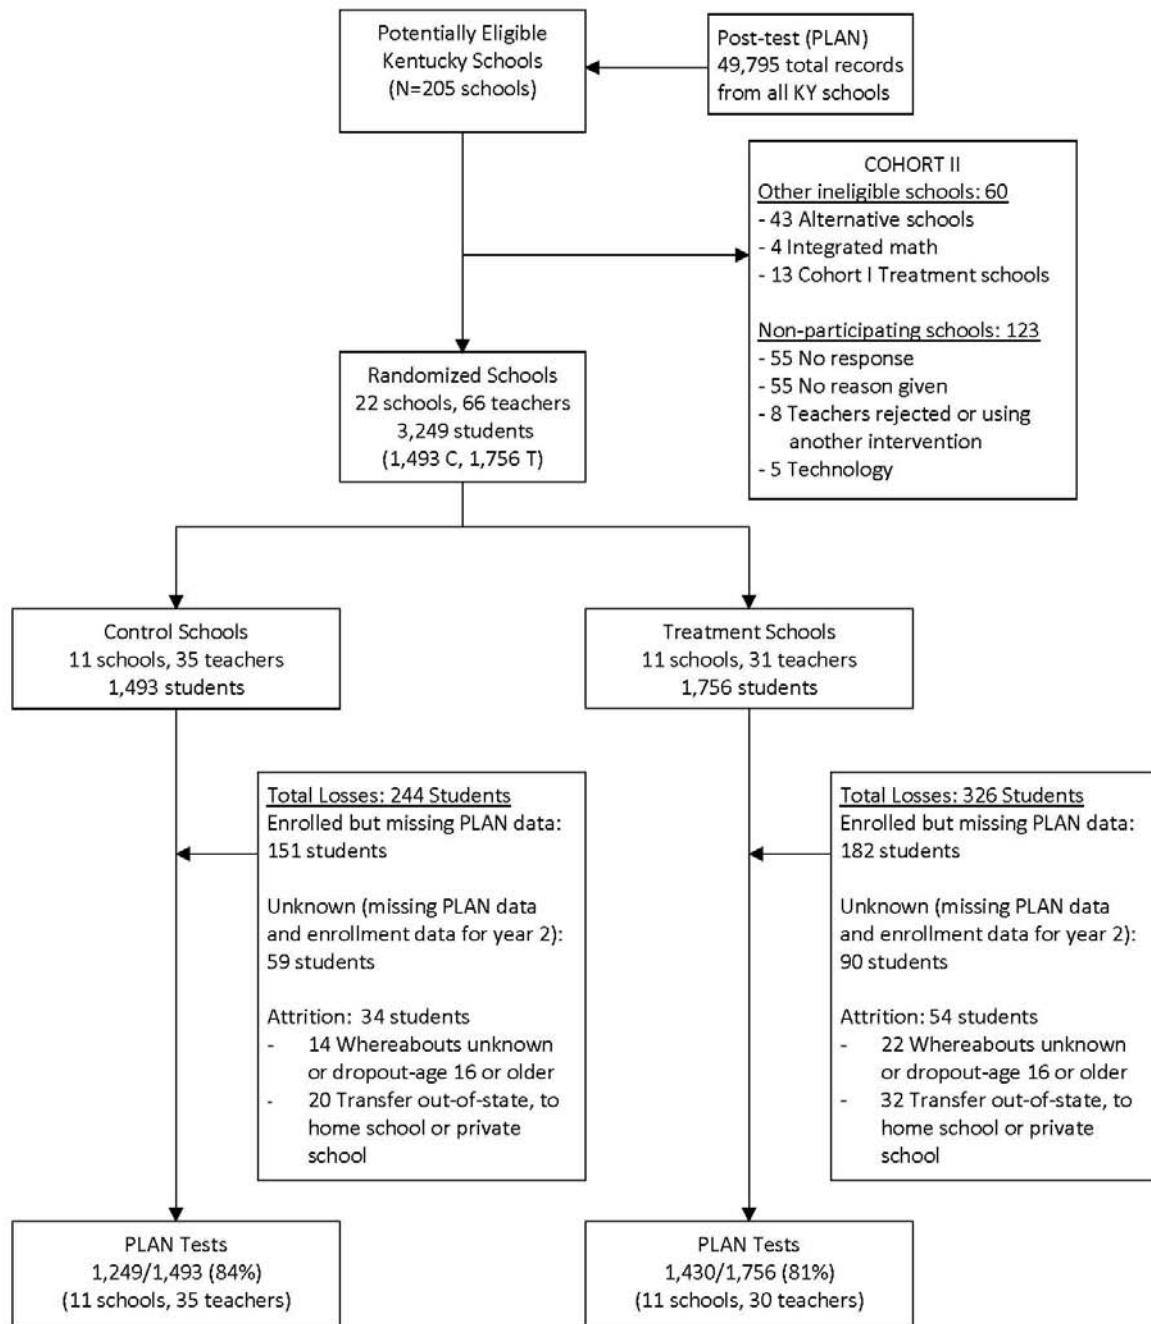 Potentially Eligible
Kentucky Schools
(N=205 schools)
Post-test (PLAN)
49,795 total records
from all KY schools
COHORT II
Other ineligible schools: 60
- 43 Alternative schools
- 4 Integrated math
- 13 Cohort I Treatment schools
Non-participating schools: 123
- 55 No response
- 55 No reason given
- 8 Teachers rejected or using
another intervention
- 5 Technology
Randomized Schools
22 schools, 66 teachers
3,249 students
(1,493 C, 1,756 T)
Control Schools
11 schools, 35 teachers
1,493 students
Treatment Schools
11 schools, 31 teachers
1,756 students
Total Losses: 244 Students
Enrolled but missing PLAN data:
151 students
Unknown (missing PLAN data
and enrollment data for year 2):
59 students
Attrition: 34 students
- 14 Whereabouts unknown
or dropout-age 16 or older
- 20 Transfer out-of-state, to
home school or private
school
Total Losses: 326 Students
Enrolled but missing PLAN data:
182 students
Unknown (missing PLAN data
and enrollment data for year 2):
90 students
Attrition: 54 students
- 22 Whereabouts unknown
or dropout-age 16 or older
- 32 Transfer out-of-state, to
home school or private
school
PLAN Tests
1,249/1,493 (84%)
(11 schools, 35 teachers)
PLAN Tests
1,430/1,756 (81%)
(11 schools, 30 teachers)